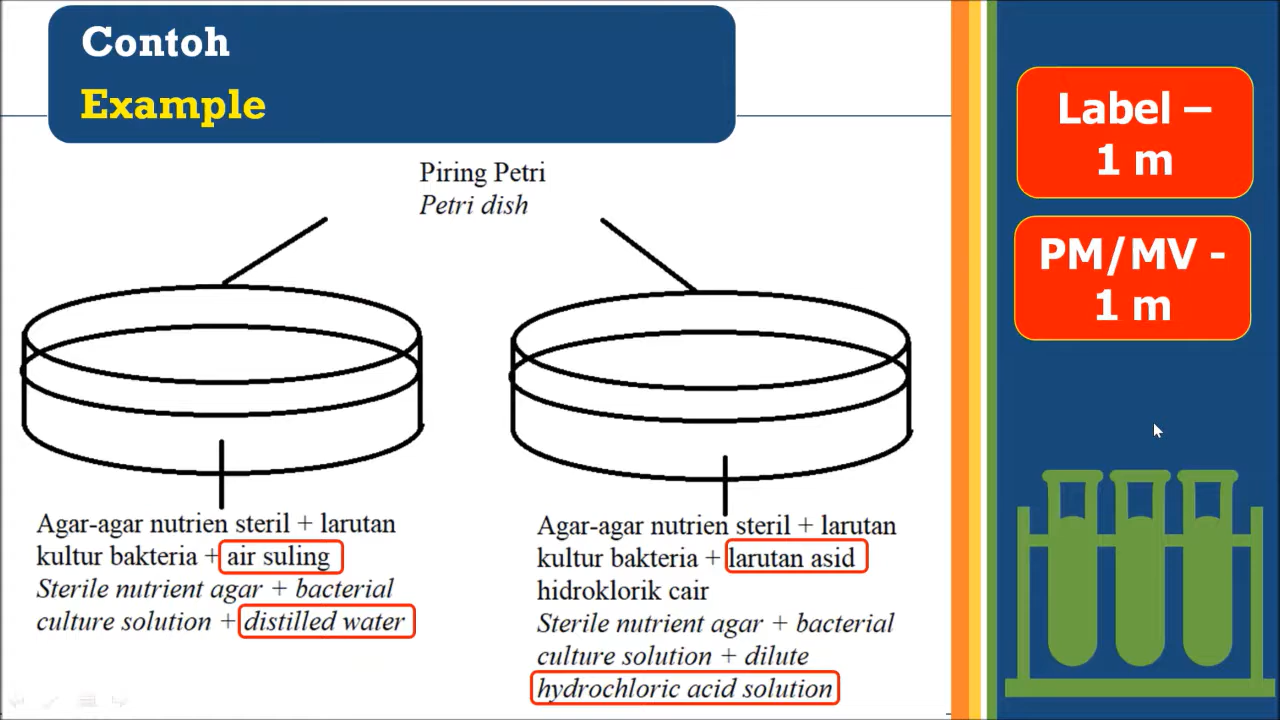 Contoh
Example
Label –
1 m
PM/MV -
1 m
Piring Petri
Petri dish
Agar-agar nutrien steril + larutan
kultur bakteria + air suling
Sterile nutrient agar + bacterial
culture solution + distilled water
Agar-agar nutrien steril + larutan
kultur bakteria + larutan asid
hidroklorik cair
Sterile nutrient agar + bacterial
culture solution + dilute
hydrochloric acid solution